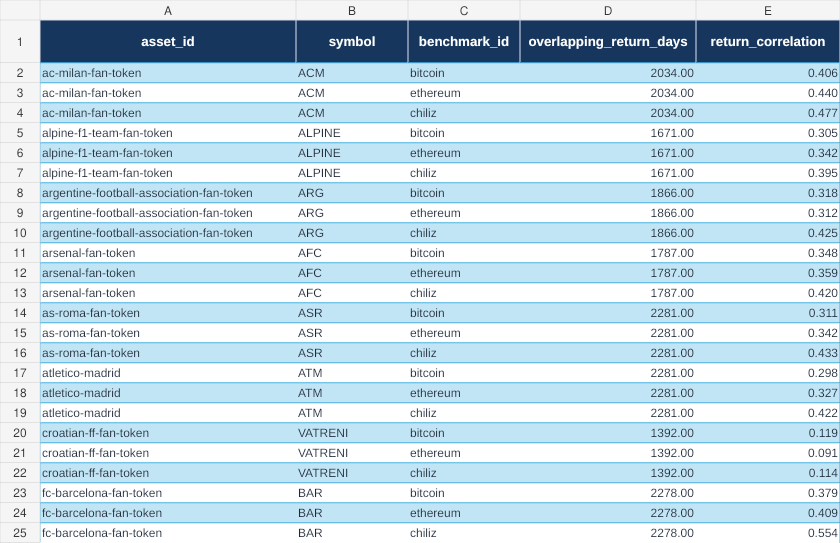 A B C D E
1 asset_id symbol benchmark_id overlapping_return_days return_correlation
2 ac-milan-fan-token ACM bitcoin 2034.00 0.406
3 ac-milan-fan-token ACM ethereum 2034.00 0.440
4 ac-milan-fan-token ACM chiliz 2034.00 0.477
5 alpine-f1-team-fan-token ALPINE bitcoin 1671.00 0.305
6 alpine-f1-team-fan-token ALPINE ethereum 1671.00 0.342
7 alpine-f1-team-fan-token ALPINE chiliz 1671.00 0.395
8 argentine-football-association-fan-token ARG bitcoin 1866.00 0.318
9 argentine-football-association-fan-token ARG ethereum 1866.00 0.312
10 argentine-football-association-fan-token ARG chiliz 1866.00 0.425
11 arsenal-fan-token AFC bitcoin 1787.00 0.348
12 arsenal-fan-token AFC ethereum 1787.00 0.359
13 arsenal-fan-token AFC chiliz 1787.00 0.420
14 as-roma-fan-token ASR bitcoin 2281.00 0.311
15 as-roma-fan-token ASR ethereum 2281.00 0.342
16 as-roma-fan-token ASR chiliz 2281.00 0.433
17 atletico-madrid ATM bitcoin 2281.00 0.298
18 atletico-madrid ATM ethereum 2281.00 0.327
19 atletico-madrid ATM chiliz 2281.00 0.422
20 croatian-ff-fan-token VATRENI bitcoin 1392.00 0.119
21 croatian-ff-fan-token VATRENI ethereum 1392.00 0.091
22 croatian-ff-fan-token VATRENI chiliz 1392.00 0.114
23 fc-barcelona-fan-token BAR bitcoin 2278.00 0.379
24 fc-barcelona-fan-token BAR ethereum 2278.00 0.409
25 fc-barcelona-fan-token BAR chiliz 2278.00 0.554